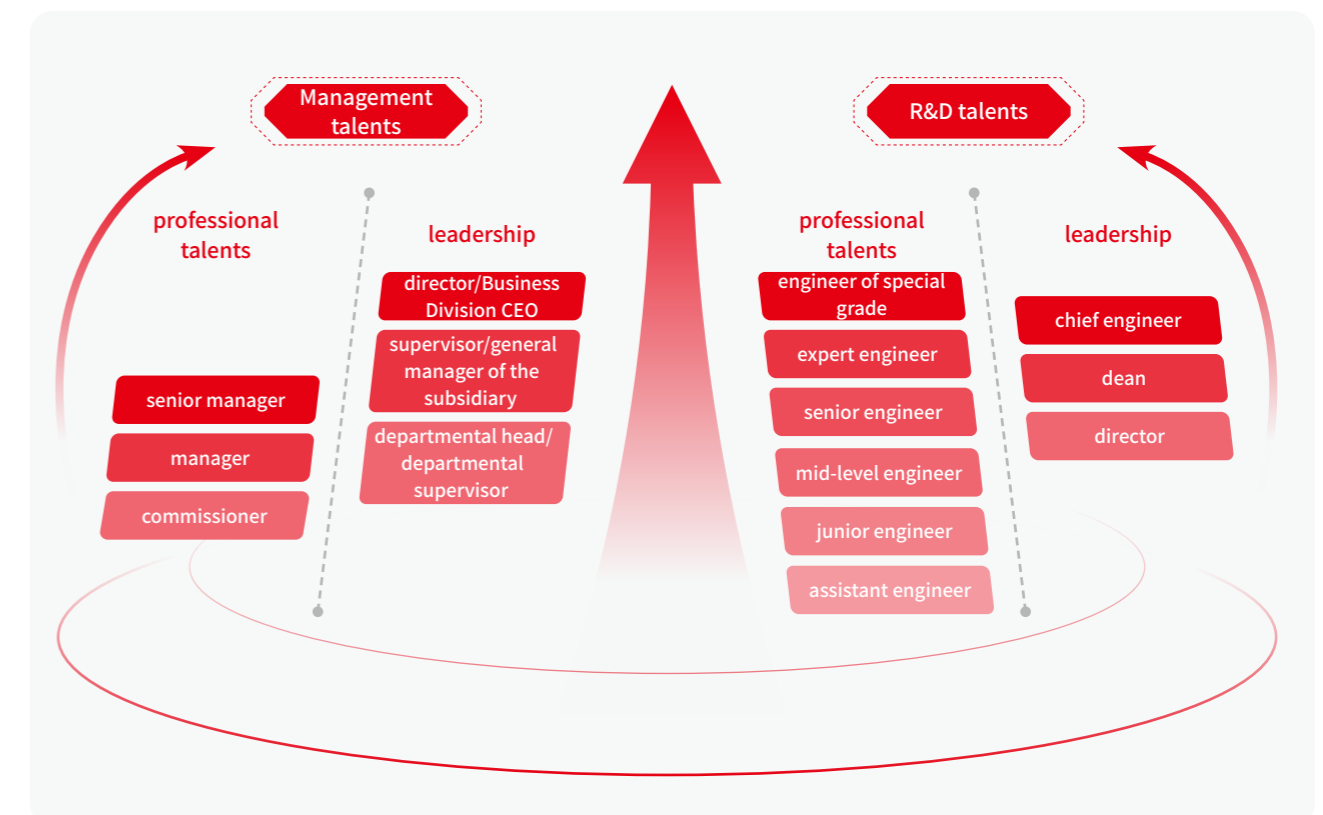 Management
talents
professional
talents
senior manager
manager
commissioner
leadership
director/Business
Division CEO
supervisor/general
manager of the
subsidiary
departmental head/
departmental
supervisor
R&D talents
professional
talents
engineer of special
grade
expert engineer
senior engineer
mid-level engineer
junior engineer
assistant engineer
leadership
chief engineer
dean
director